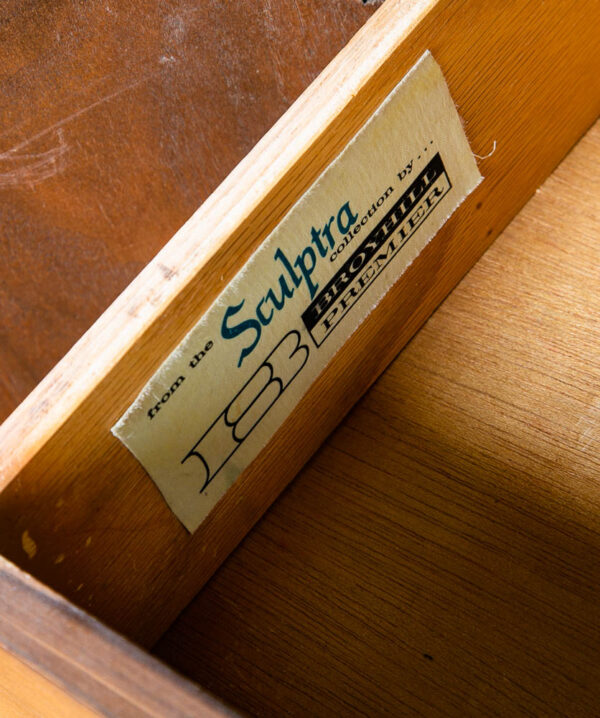 from the Sculptra collection by...
B BROYHILL
PREMIER